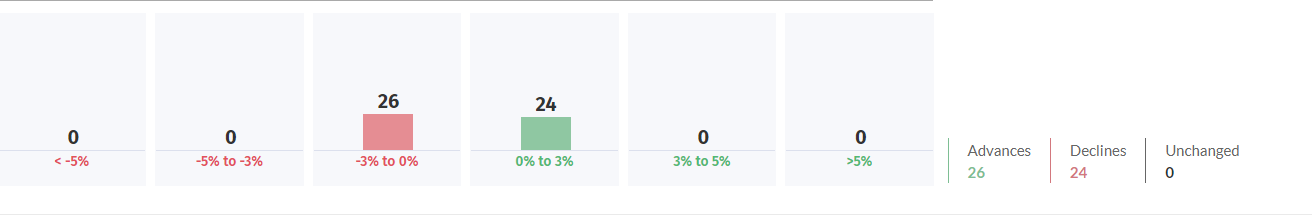 26 24
0 0 0 0
< -5% -5% to -3% -3% to 0% 0% to 3% 3% to 5% >5%
Advances Declines Unchanged
26 24 0